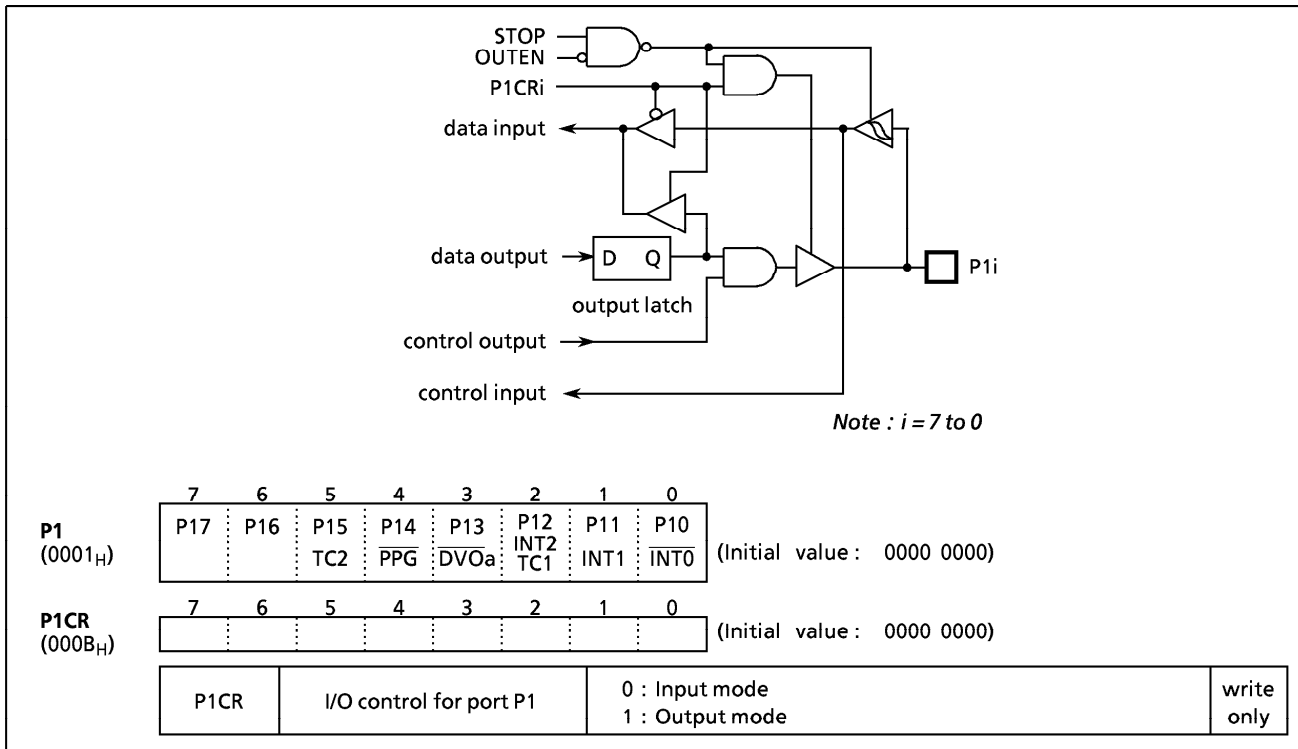 STOP
OUTEN
P1CRi
data input
data output
D Q
P1i
output latch
control output
control input
Note : i = 7 to 0
7 6 5 4 3 2 1 0
P1
(0001H)
P17 P16 P15 P14 P13 P12 P11 P10
TC2 PPG DVOa INT2 TC1 INT1 INT0
(Initial value : 0000 0000)
7 6 5 4 3 2 1 0
P1CR
(000BH)
(Initial value : 0000 0000)
P1CR I/O control for port P1
0 : Input mode
1 : Output mode
write
only